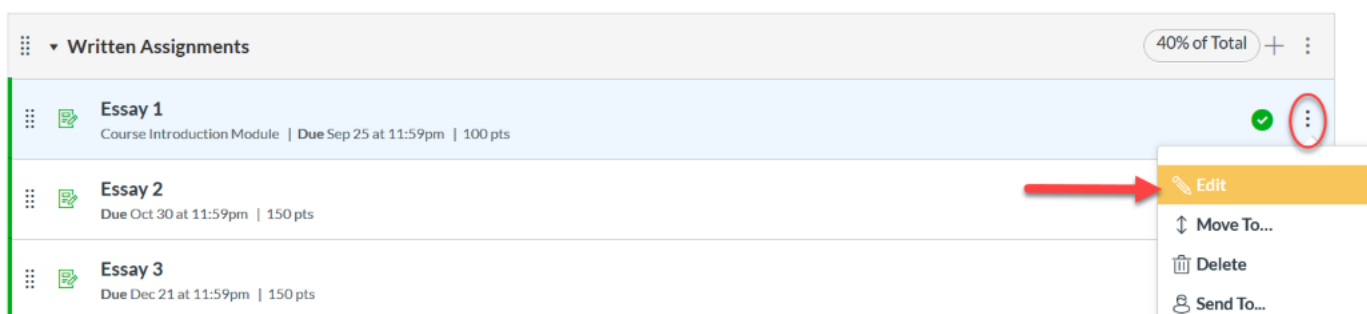 Written Assignments
40% of Total
Essay 1
Course Introduction Module | Due Sep 25 at 11:59pm | 100 pts
Edit
Essay 2
Due Oct 30 at 11:59pm | 150 pts
Move To...
Delete
Essay 3
Due Dec 21 at 11:59pm | 150 pts
Send To...